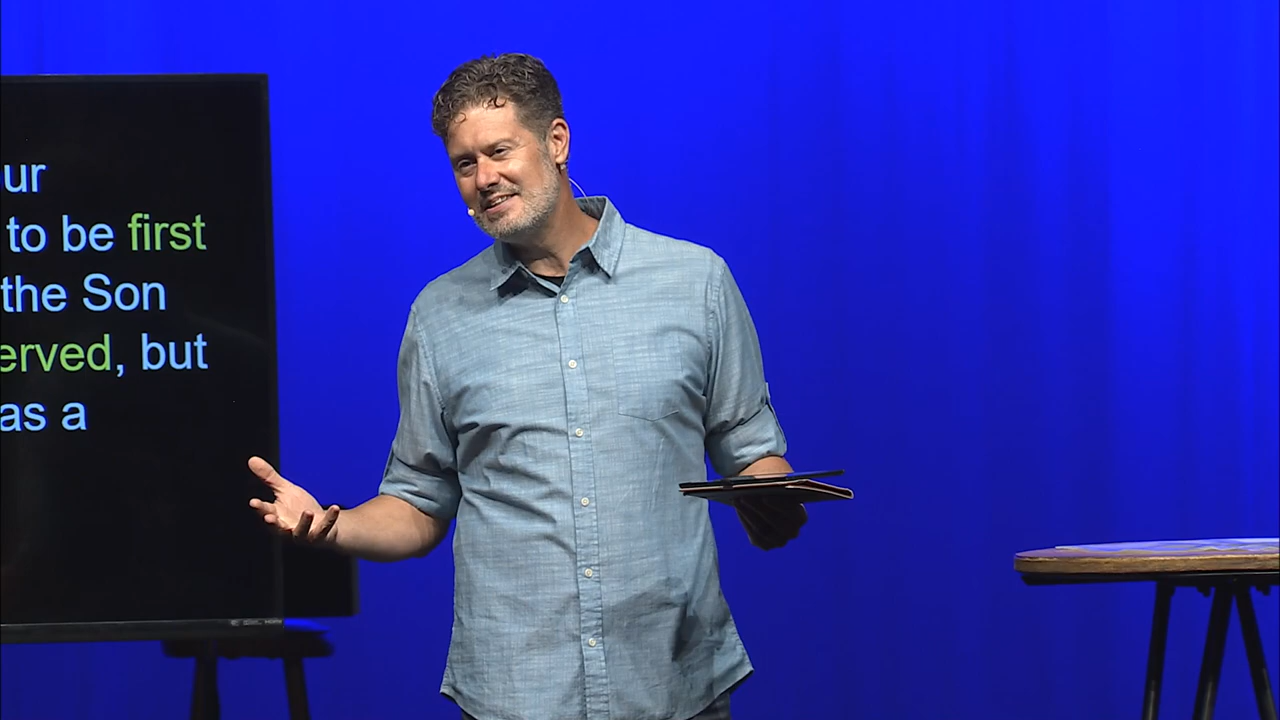 ur
to be first
the Son
erved, but
as a